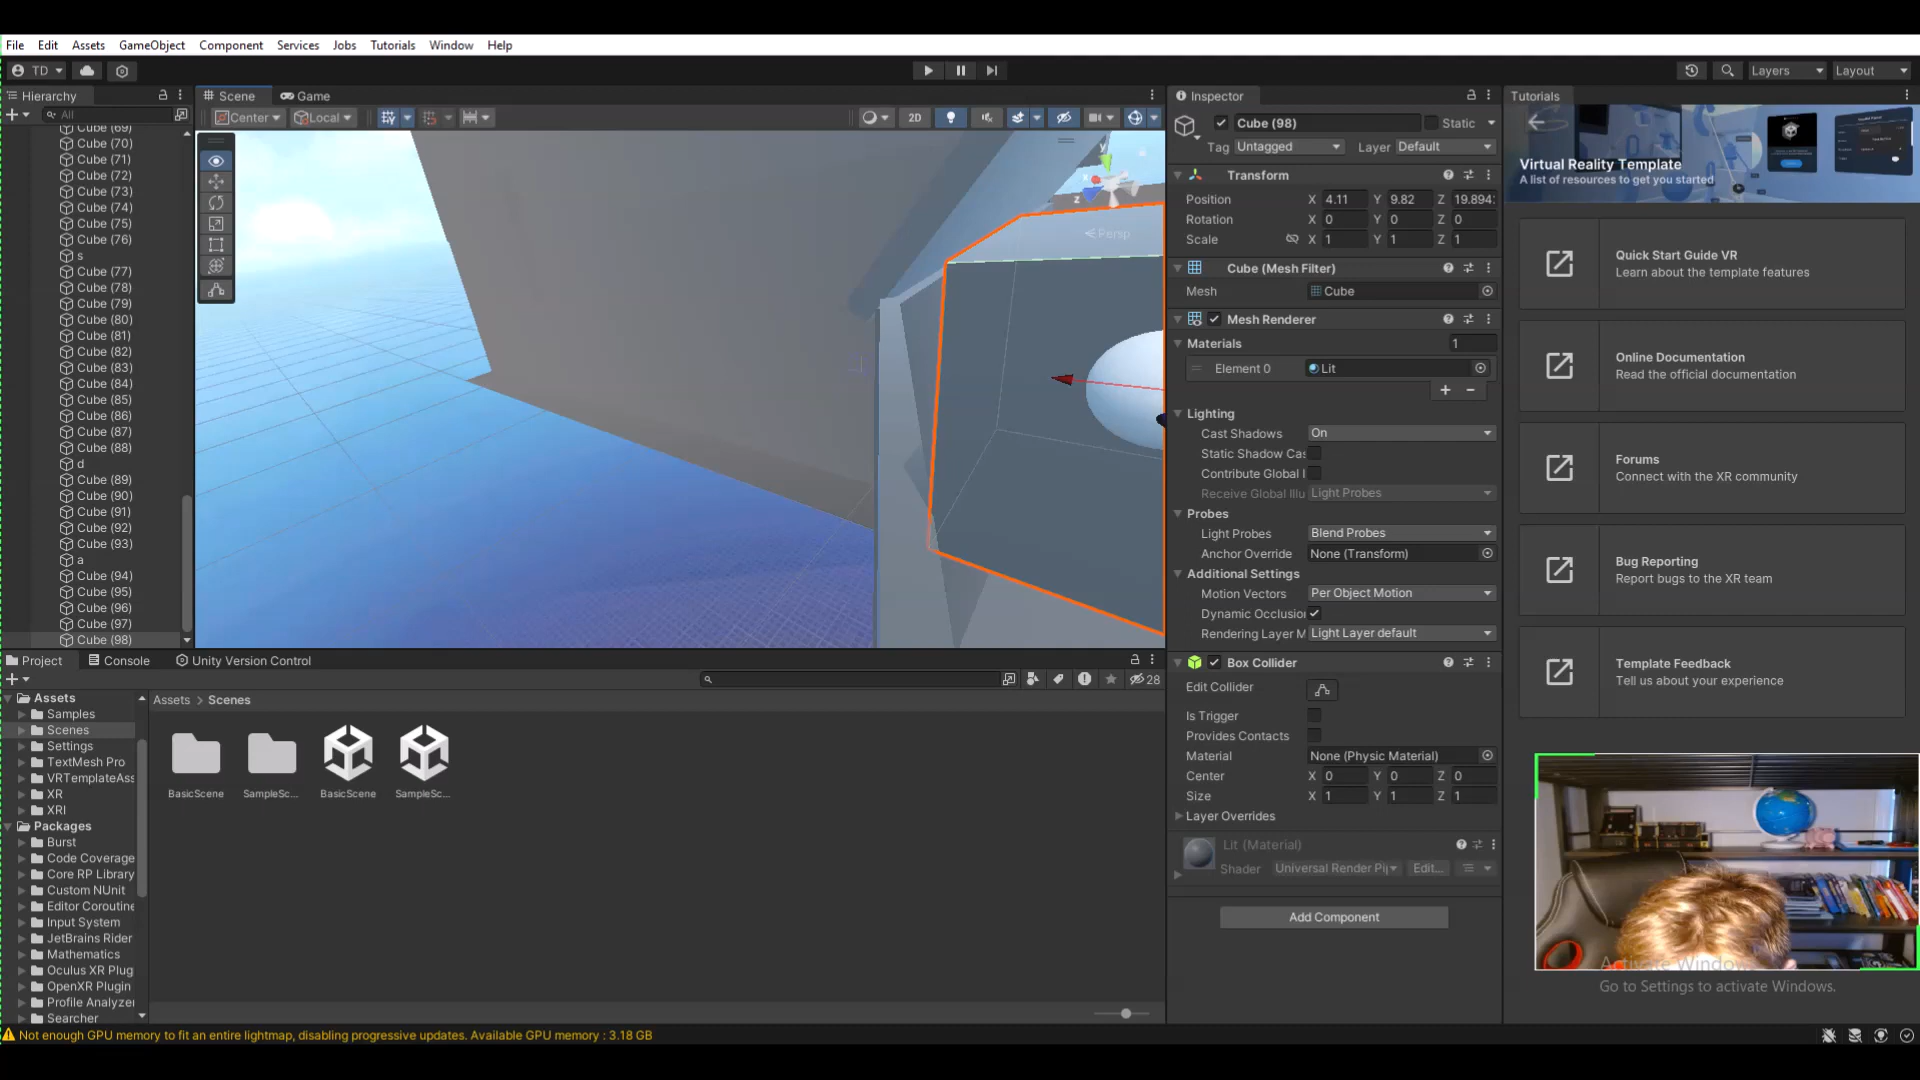 File Edit Assets GameObject Component Services Jobs Tutorials Window Help
TD
Layers Layout
Hierarchy
All
Cube (69)
Cube (70)
Cube (71)
Cube (72)
Cube (73)
Cube (74)
Cube (75)
Cube (76)
s
Cube (77)
Cube (78)
Cube (79)
Cube (80)
Cube (81)
Cube (82)
Cube (83)
Cube (84)
Cube (85)
Cube (86)
Cube (87)
Cube (88)
d
Cube (89)
Cube (90)
Cube (91)
Cube (92)
Cube (93)
a
Cube (94)
Cube (95)
Cube (96)
Cube (97)
Cube (98)
Scene Game
Center Local 2D
y
x
z
Persp
Inspector
Cube (98) Static
Tag Untagged Layer Default
Transform
Position X 4.11 Y 9.82 Z 19.894
Rotation X 0 Y 0 Z 0
Scale X 1 Y 1 Z 1
Cube (Mesh Filter)
Mesh Cube
Mesh Renderer
Materials 1
Element 0 Lit
Lighting
Cast Shadows On
Static Shadow Cas
Contribute Global I
Receive Global Illu Light Probes
Probes
Light Probes Blend Probes
Anchor Override None (Transform)
Additional Settings
Motion Vectors Per Object Motion
Dynamic Occlusio
Rendering Layer M Light Layer default
Box Collider
Edit Collider
Is Trigger
Provides Contacts
Material None (Physic Material)
Center X 0 Y 0 Z 0
Size X 1 Y 1 Z 1
Layer Overrides
Lit (Material)
Shader Universal Render Pi Edit...
Add Component
Tutorials
Virtual Reality Template
A list of resources to get you started
Quick Start Guide VR
Learn about the template features
Online Documentation
Read the official documentation
Forums
Connect with the XR community
Bug Reporting
Report bugs to the XR team
Template Feedback
Tell us about your experience
Activate Windows
Go to Settings to activate Windows.
Project Console Unity Version Control
28
Assets
Samples
Scenes
Settings
TextMesh Pro
VRTemplateAss
XR
XRI
Packages
Burst
Code Coverage
Core RP Library
Custom NUnit
Editor Coroutine
Input System
JetBrains Rider
Mathematics
Oculus XR Plug
OpenXR Plugin
Profile Analyzer
Searcher
Assets > Scenes
BasicScene SampleSc... BasicScene SampleSc...
Not enough GPU memory to fit an entire lightmap, disabling progressive updates. Available GPU memory : 3.18 GB